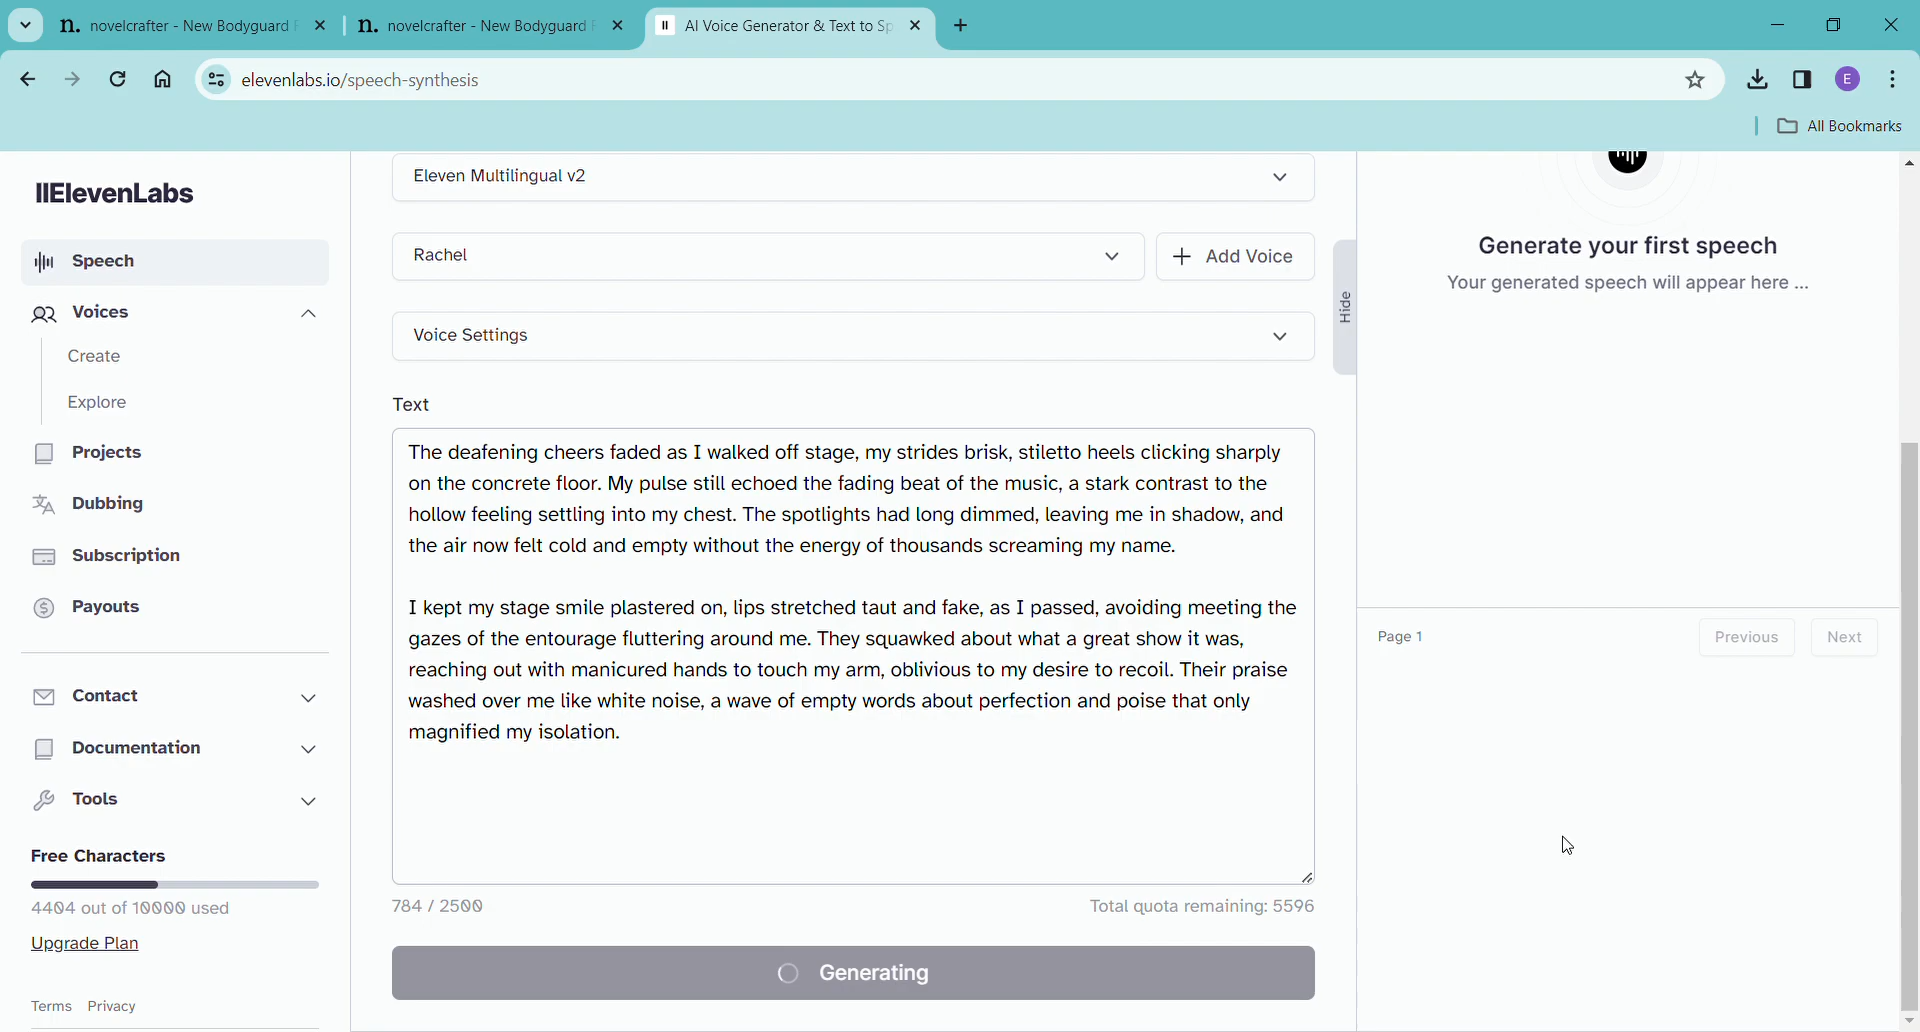 n. novelcrafter - New Bodyguard
n. novelcrafter - New Bodyguard
AI Voice Generator & Text to Sp
elevenlabs.io/speech-synthesis
E
All Bookmarks
IIElevenLabs
Speech
Voices
Create
Explore
Projects
Dubbing
Subscription
Payouts
Contact
Documentation
Tools
Free Characters
4404 out of 10000 used
Upgrade Plan
Terms Privacy
Eleven Multilingual v2
Rachel
Add Voice
Voice Settings
Text
The deafening cheers faded as I walked off stage, my strides brisk, stiletto heels clicking sharply
on the concrete floor. My pulse still echoed the fading beat of the music, a stark contrast to the
hollow feeling settling into my chest. The spotlights had long dimmed, leaving me in shadow, and
the air now felt cold and empty without the energy of thousands screaming my name.
I kept my stage smile plastered on, lips stretched taut and fake, as I passed, avoiding meeting the
gazes of the entourage fluttering around me. They squawked about what a great show it was,
reaching out with manicured hands to touch my arm, oblivious to my desire to recoil. Their praise
washed over me like white noise, a wave of empty words about perfection and poise that only
magnified my isolation.
784 / 2500
Total quota remaining: 5596
Generating
Hide
Generate your first speech
Your generated speech will appear here ...
Page 1
Previous
Next